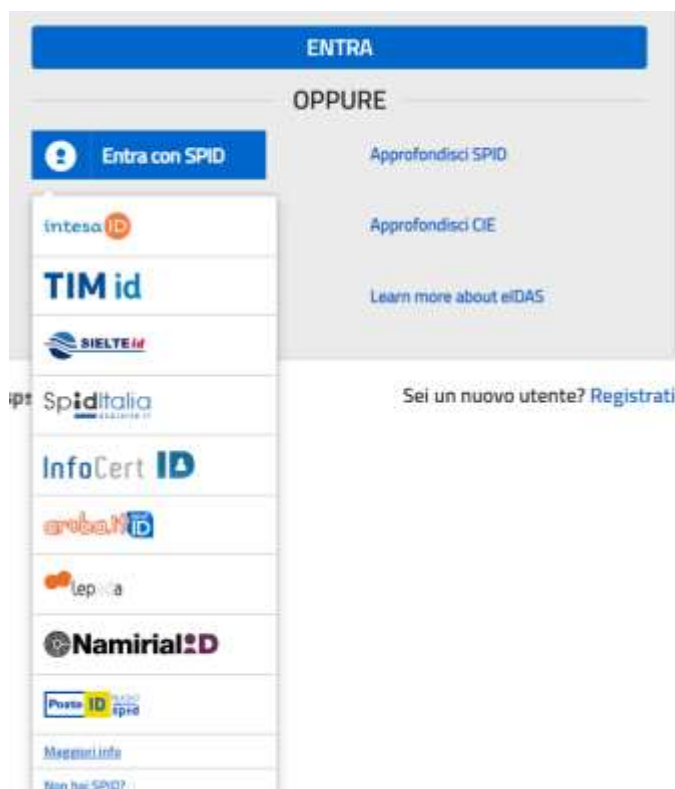 ENTRA
OPPURE
Entra con SPID
Approfondisci SPID
intesa ID
Approfondisci CIE
TIM id
Learn more about eIDAS
SIELTE id
Sei un nuovo utente? Registrati
SpidItalia
InfoCert ID
aruba.it ID
lep a
Namirial ID
Poste ID spid
Maggiori info
Non hai SPID?